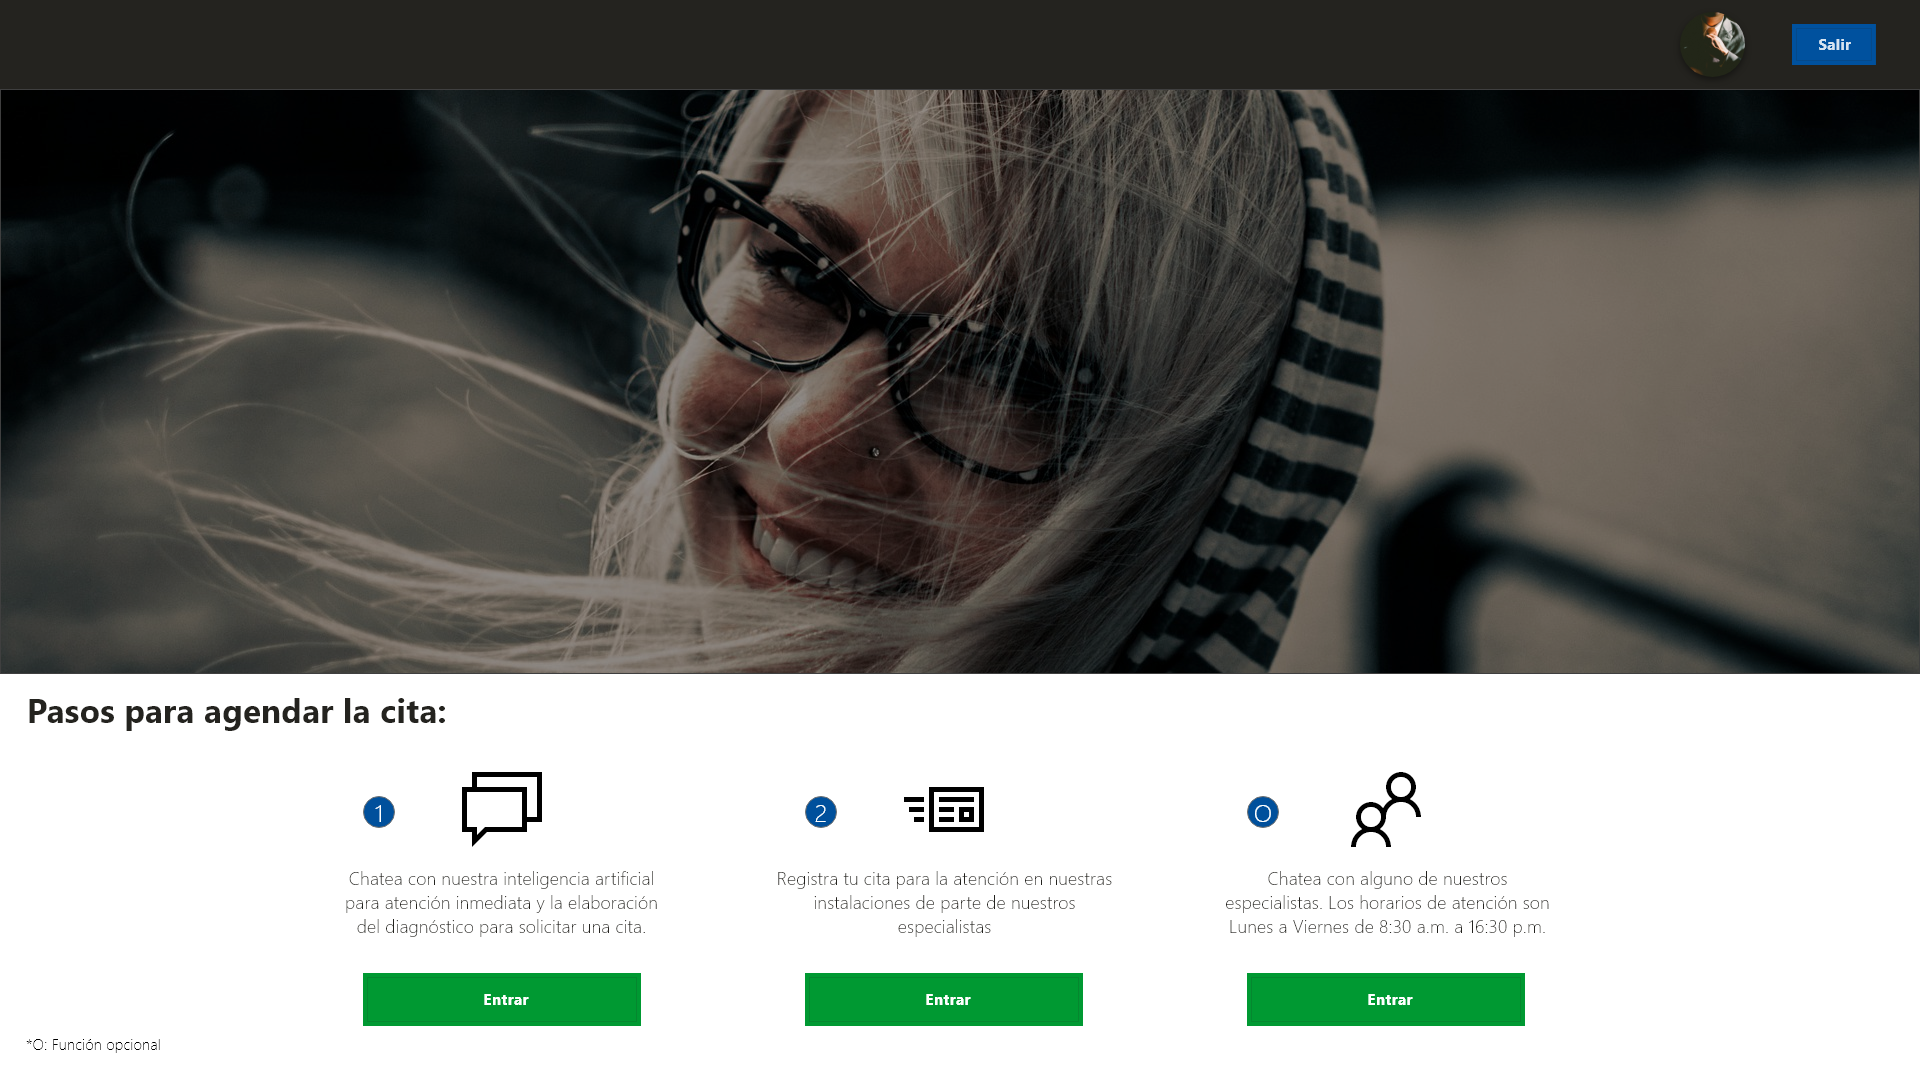 Salir
Pasos para agendar la cita:
1
Chatea con nuestra inteligencia artificial
para atención inmediata y la elaboración
del diagnóstico para solicitar una cita.
Entrar
2
Registra tu cita para la atención en nuestras
instalaciones de parte de nuestros
especialistas
Entrar
O
Chatea con alguno de nuestros
especialistas. Los horarios de atención son
Lunes a Viernes de 8:30 a.m. a 16:30 p.m.
Entrar
*O: Función opcional